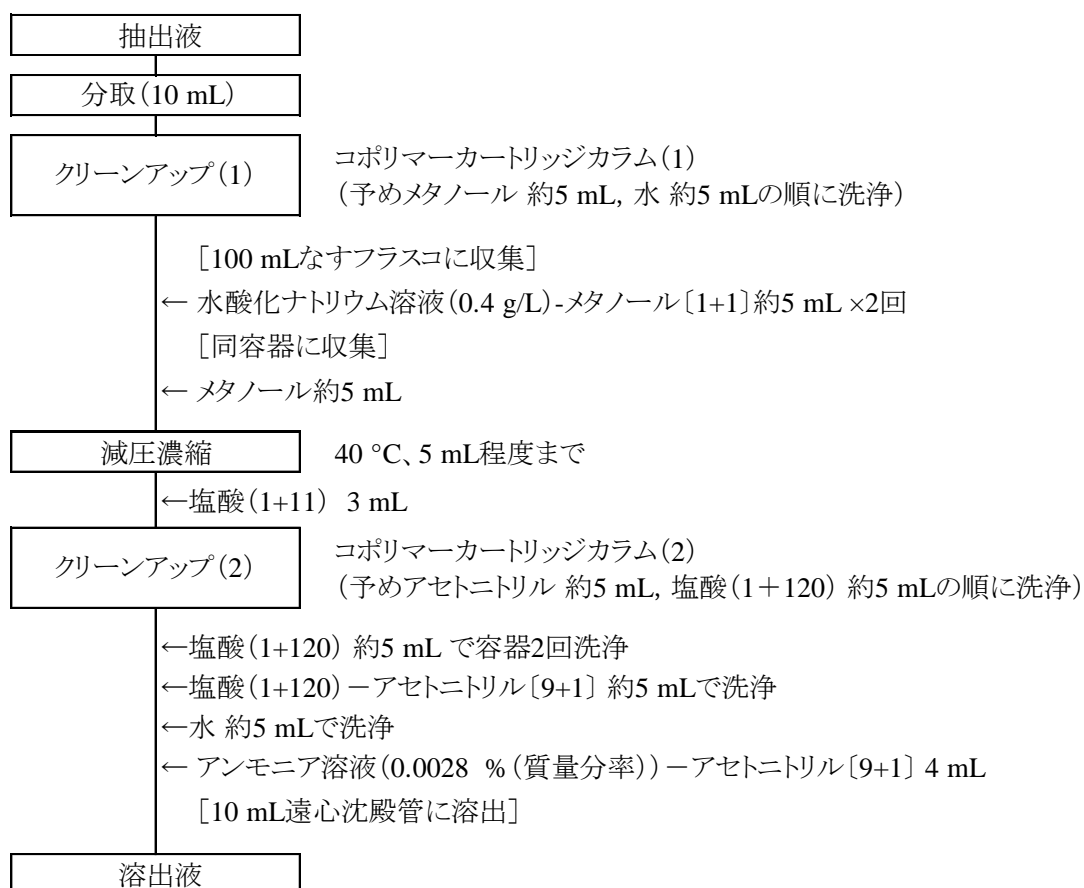 抽出液
分取(10 mL)
クリーンアップ(1)
コポリマーカートリッジカラム(1)
(予めメタノール 約5 mL, 水 約5 mLの順に洗浄)
[100 mLなすフラスコに収集]
← 水酸化ナトリウム溶液(0.4 g/L)-メタノール〔1+1〕約5 mL ×2回
[同容器に収集]
← メタノール約5 mL
減圧濃縮 40 °C、5 mL程度まで
←塩酸(1+11) 3 mL
クリーンアップ(2)
コポリマーカートリッジカラム(2)
(予めアセトニトリル 約5 mL, 塩酸(1+120) 約5 mLの順に洗浄)
←塩酸(1+120) 約5 mL で容器2回洗浄
←塩酸(1+120)-アセトニトリル〔9+1〕 約5 mLで洗浄
←水 約5 mLで洗浄
← アンモニア溶液(0.0028 %(質量分率))-アセトニトリル〔9+1〕 4 mL
[10 mL遠心沈殿管に溶出]
溶出液